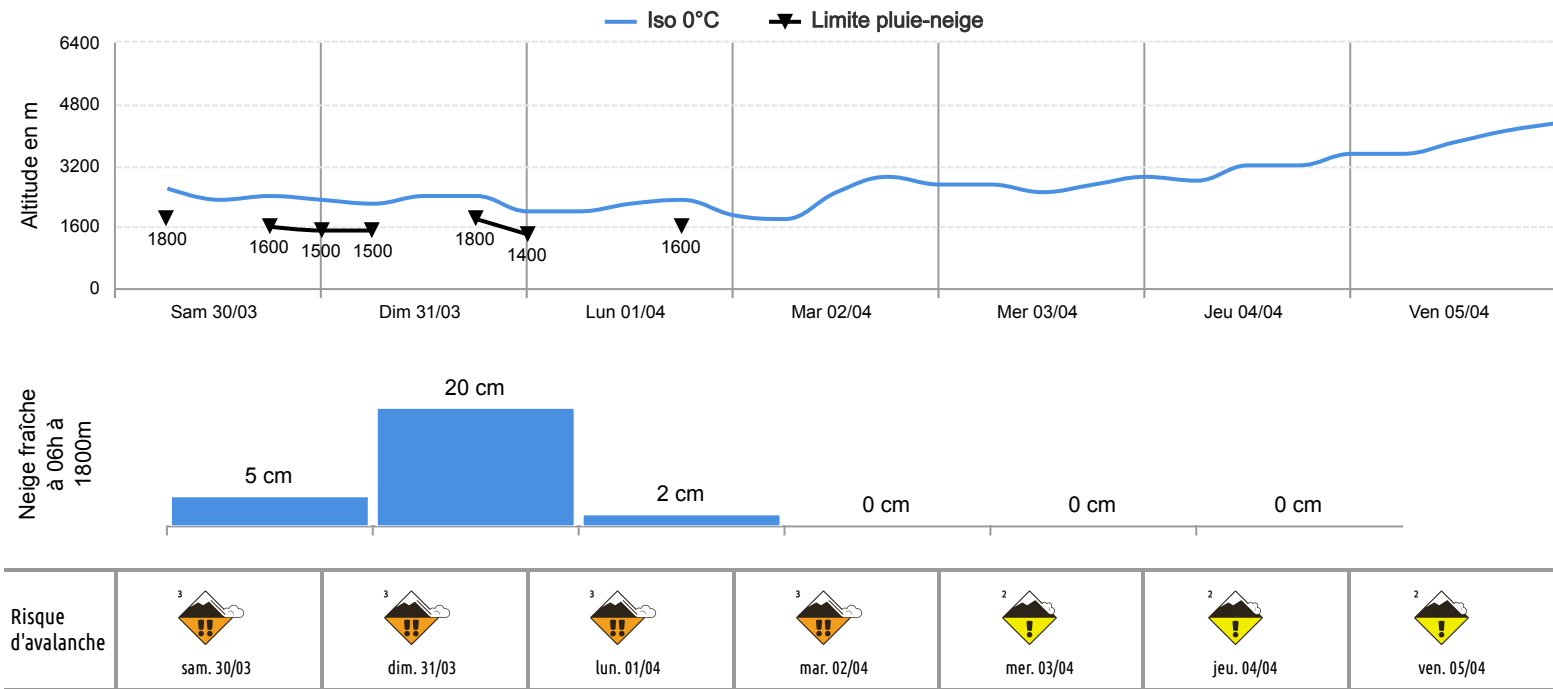 Iso 0°C Limite pluie-neige
Altitude en m
6400
4800
3200
1600
0
1800 1600 1500 1500 1800 1400 1600
Sam 30/03 Dim 31/03 Lun 01/04 Mar 02/04 Mer 03/04 Jeu 04/04 Ven 05/04
Neige fraîche
à 06h à
1800m
5 cm 20 cm 2 cm 0 cm 0 cm 0 cm
Risque
d'avalanche
3 3 3 3 2 2 2
!! !! !! !! ! ! !
sam. 30/03 dim. 31/03 lun. 01/04 mar. 02/04 mer. 03/04 jeu. 04/04 ven. 05/04